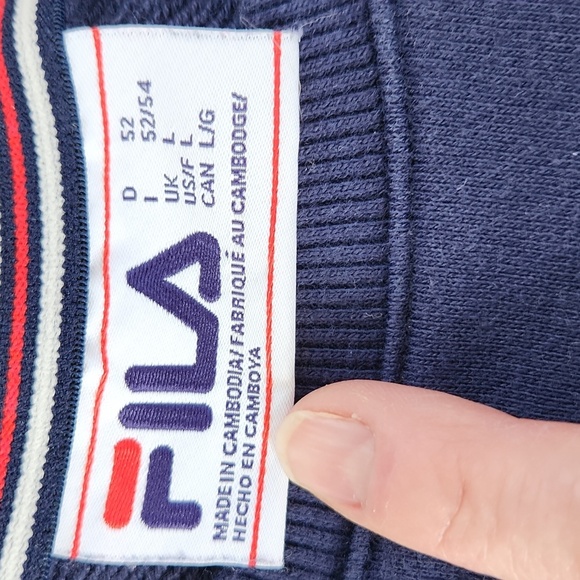 FILA
D 52
I 52/54
UK L
US/F L
CAN L/G
MADE IN CAMBODIA/ FABRIQUÉ AU CAMBODGE/
HECHO EN CAMBOYA